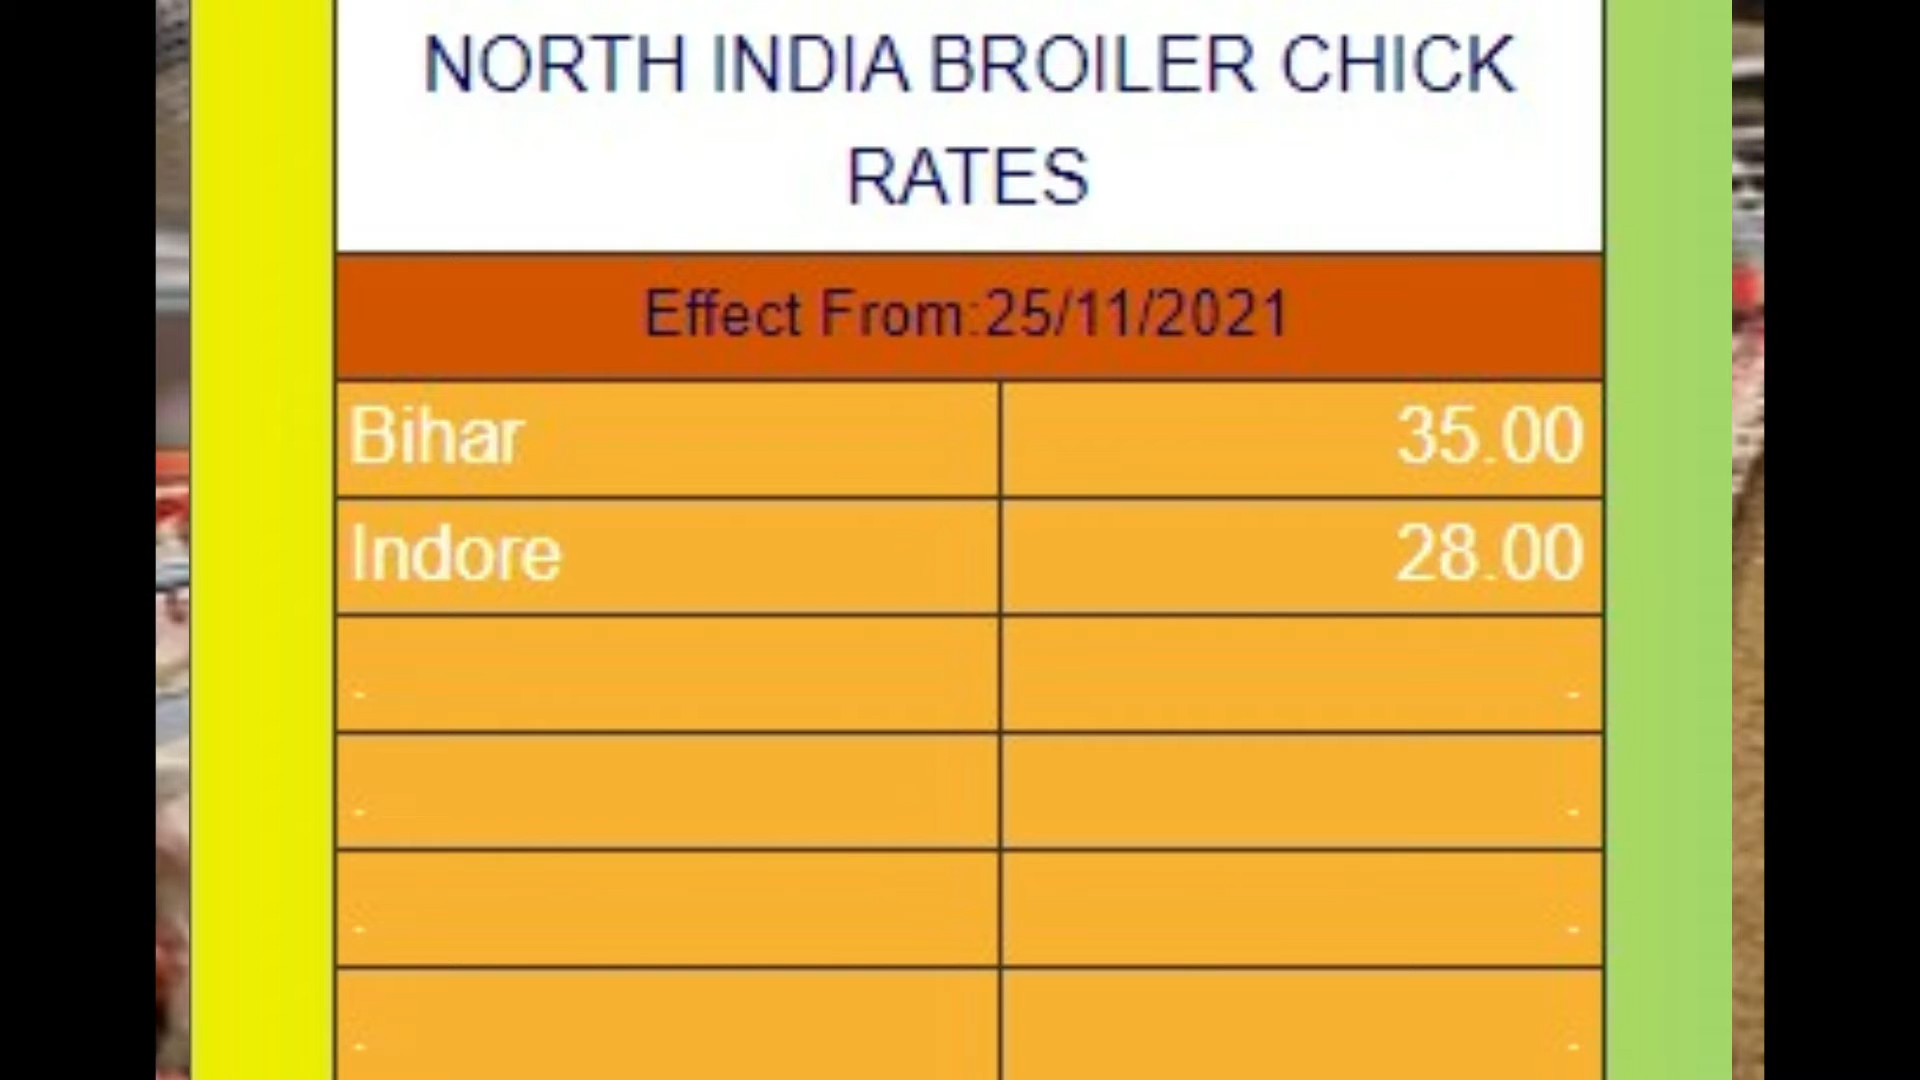 NORTH INDIA BROILER CHICK
RATES
Effect From:25/11/2021
Bihar 35.00
Indore 28.00
- -
- -
- -
- -